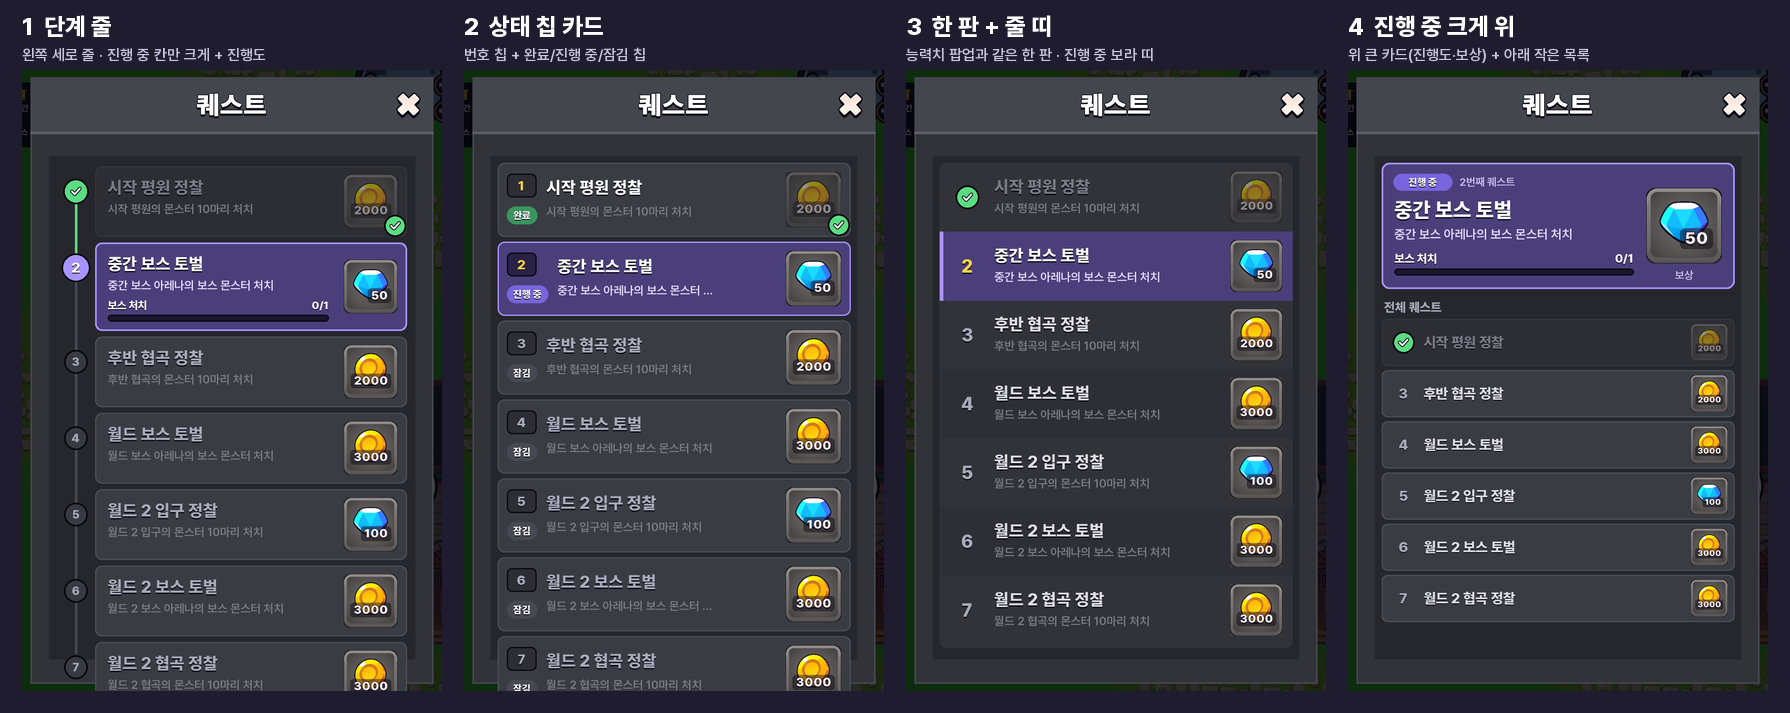 1 단계 줄
왼쪽 세로 줄 · 진행 중 칸만 크게 + 진행도
퀘스트
시작 평원 정찰
시작 평원의 몬스터 10마리 처치
2000
2
중간 보스 토벌
중간 보스 아레나의 보스 몬스터 처치
보스 처치 0/1
50
3
후반 협곡 정찰
후반 협곡의 몬스터 10마리 처치
2000
4
월드 보스 토벌
월드 보스 아레나의 보스 몬스터 처치
3000
5
월드 2 입구 정찰
월드 2 입구의 몬스터 10마리 처치
100
6
월드 2 보스 토벌
월드 2 보스 아레나의 보스 몬스터 처치
3000
7
월드 2 협곡 정찰
월드 2 협곡의 몬스터 10마리 처치
3000
2 상태 칩 카드
번호 칩 + 완료/진행 중/잠김 칩
퀘스트
1
시작 평원 정찰
완료
시작 평원의 몬스터 10마리 처치
2000
2
중간 보스 토벌
진행 중
중간 보스 아레나의 보스 몬스터 ...
50
3
후반 협곡 정찰
잠김
후반 협곡의 몬스터 10마리 처치
2000
4
월드 보스 토벌
잠김
월드 보스 아레나의 보스 몬스터 처치
3000
5
월드 2 입구 정찰
잠김
월드 2 입구의 몬스터 10마리 처치
100
6
월드 2 보스 토벌
잠김
월드 2 보스 아레나의 보스 몬스터 ...
3000
7
월드 2 협곡 정찰
잠김
월드 2 협곡의 몬스터 10마리 처치
3000
3 한 판 + 줄 띠
능력치 팝업과 같은 한 판 · 진행 중 보라 띠
퀘스트
시작 평원 정찰
시작 평원의 몬스터 10마리 처치
2000
2
중간 보스 토벌
중간 보스 아레나의 보스 몬스터 처치
50
3
후반 협곡 정찰
후반 협곡의 몬스터 10마리 처치
2000
4
월드 보스 토벌
월드 보스 아레나의 보스 몬스터 처치
3000
5
월드 2 입구 정찰
월드 2 입구의 몬스터 10마리 처치
100
6
월드 2 보스 토벌
월드 2 보스 아레나의 보스 몬스터 처치
3000
7
월드 2 협곡 정찰
월드 2 협곡의 몬스터 10마리 처치
3000
4 진행 중 크게 위
위 큰 카드(진행도·보상) + 아래 작은 목록
퀘스트
진행 중 2번째 퀘스트
중간 보스 토벌
중간 보스 아레나의 보스 몬스터 처치
보스 처치 0/1
50
보상
전체 퀘스트
시작 평원 정찰
2000
3 후반 협곡 정찰
2000
4 월드 보스 토벌
3000
5 월드 2 입구 정찰
100
6 월드 2 보스 토벌
3000
7 월드 2 협곡 정찰
3000